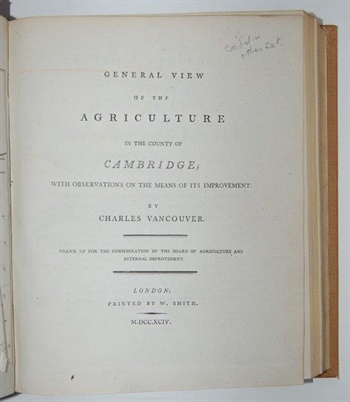 GENERAL VIEW
OF THE
AGRICULTURE
IN THE COUNTY OF
CAMBRIDGE;
WITH OBSERVATIONS ON THE MEANS OF ITS IMPROVEMENT.
BY
CHARLES VANCOUVER.
DRAWN UP FOR THE CONSIDERATION OF THE BOARD OF AGRICULTURE AND
INTERNAL IMPROVEMENT.
LONDON:
PRINTED BY W. SMITH.
M.DCC.XCIV.